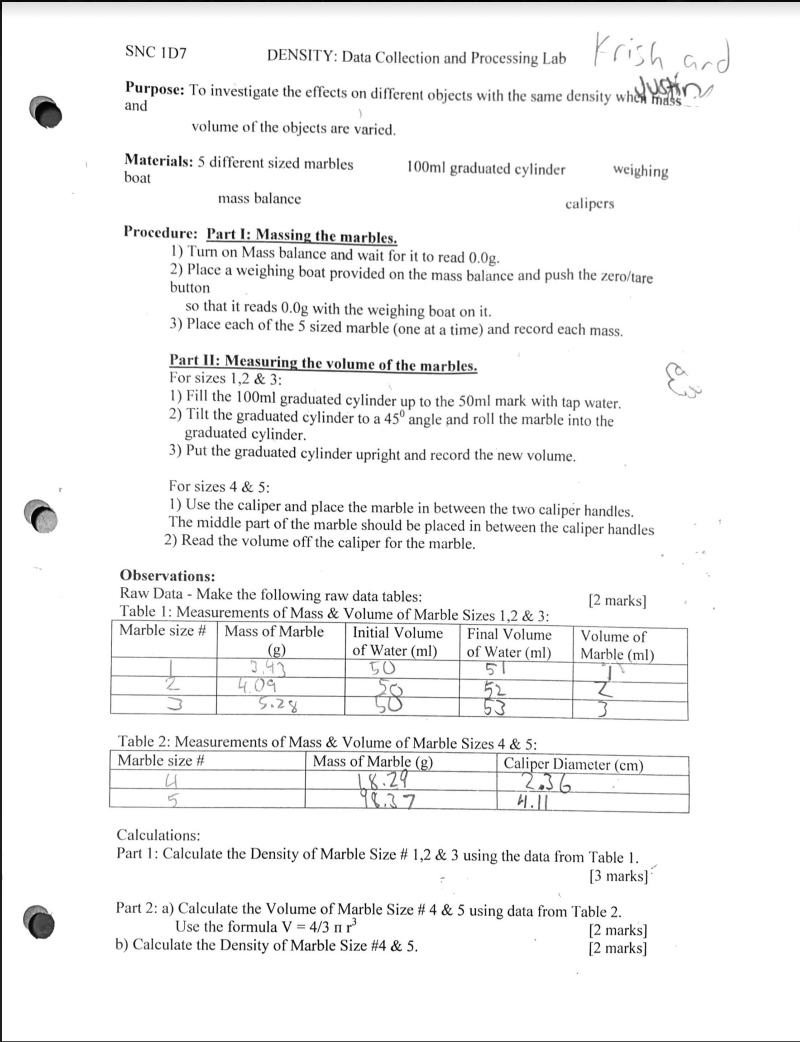 SNC 1D7 DENSITY: Data Collection and Processing Lab Krish and
Justin
Purpose: To investigate the effects on different objects with the same density when mass
and
volume of the objects are varied.
Materials: 5 different sized marbles 100ml graduated cylinder weighing
boat
mass balance calipers
Procedure: Part I: Massing the marbles.
1) Turn on Mass balance and wait for it to read 0.0g.
2) Place a weighing boat provided on the mass balance and push the zero/tare
button
so that it reads 0.0g with the weighing boat on it.
3) Place each of the 5 sized marble (one at a time) and record each mass.
Part II: Measuring the volume of the marbles.
For sizes 1,2 & 3:
1) Fill the 100ml graduated cylinder up to the 50ml mark with tap water.
2) Tilt the graduated cylinder to a 45⁰ angle and roll the marble into the
graduated cylinder.
3) Put the graduated cylinder upright and record the new volume.
For sizes 4 & 5:
1) Use the caliper and place the marble in between the two caliper handles.
The middle part of the marble should be placed in between the caliper handles
2) Read the volume off the caliper for the marble.
Observations:
Raw Data - Make the following raw data tables: [2 marks]
Table 1: Measurements of Mass & Volume of Marble Sizes 1,2 & 3:
Marble size # Mass of Marble Initial Volume Final Volume Volume of
(g) of Water (ml) of Water (ml) Marble (ml)
1 3.43 50 51 1
2 4.09 50 52 2
3 5.28 50 53 3
Table 2: Measurements of Mass & Volume of Marble Sizes 4 & 5:
Marble size # Mass of Marble (g) Caliper Diameter (cm)
4 18.29 2.36
5 98.37 4.11
Calculations:
Part 1: Calculate the Density of Marble Size # 1,2 & 3 using the data from Table 1.
[3 marks]
Part 2: a) Calculate the Volume of Marble Size # 4 & 5 using data from Table 2.
Use the formula V = 4/3 π r³ [2 marks]
b) Calculate the Density of Marble Size #4 & 5. [2 marks]